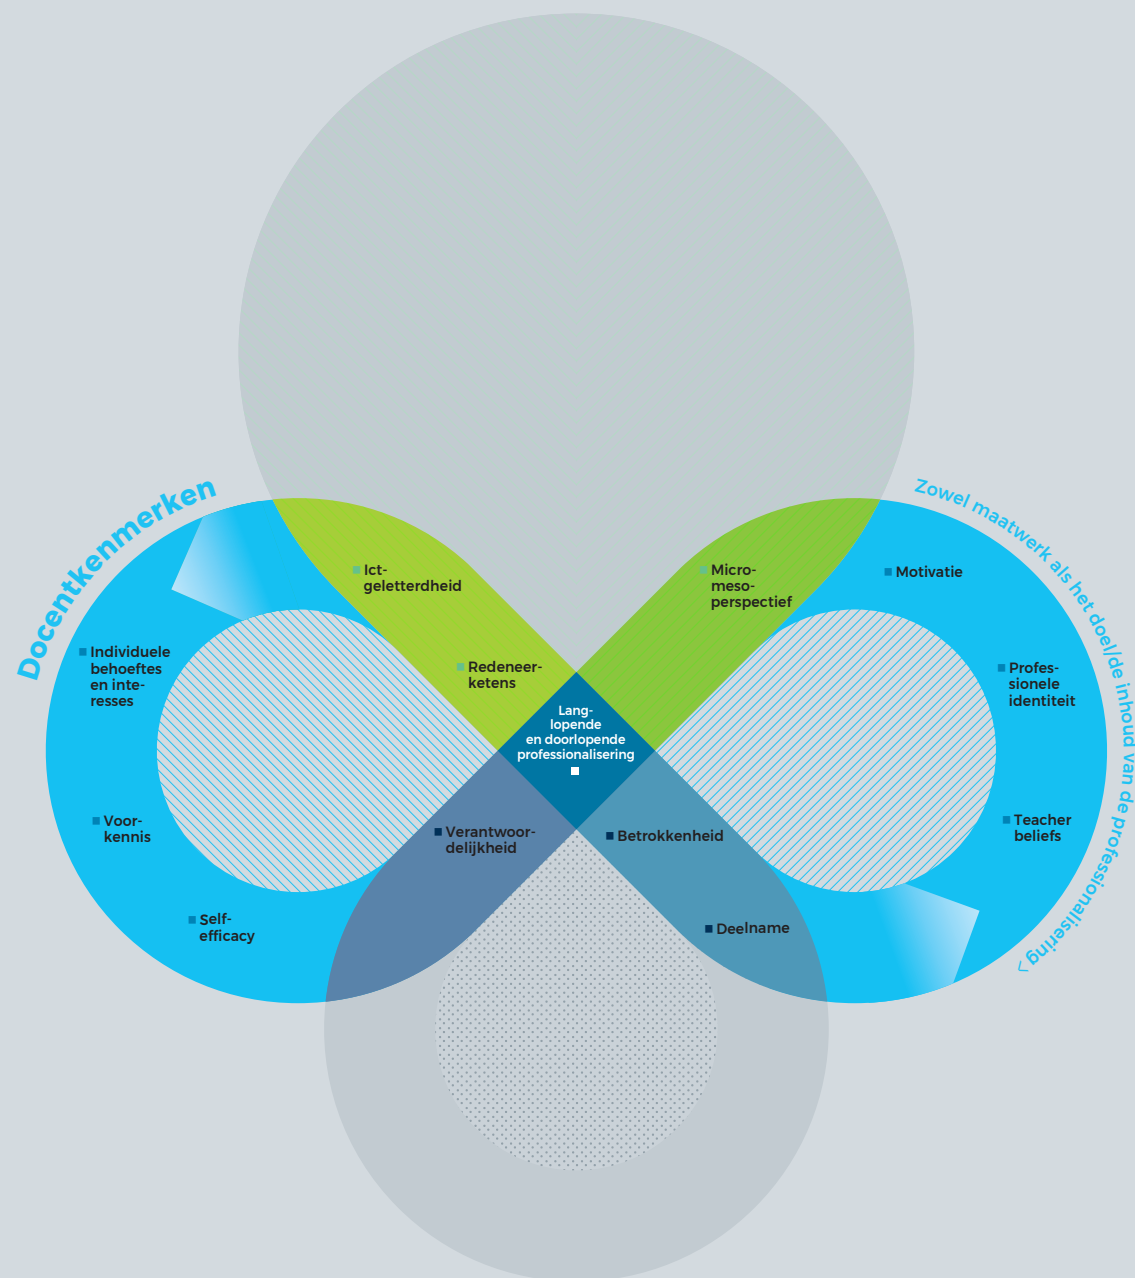 Docentkenmerken
Zowel maatwerk als het doel/de inhoud van de professionalisering >
Ict-
geletterdheid
Micro-
meso-
perspectief
Motivatie
Individuele
behoeftes
en inte-
resses
Redeneer-
ketens
Profes-
sionele
identiteit
Lang-
lopende
en doorlopende
professionalisering
Voor-
kennis
Verantwoor-
delijkheid
Betrokkenheid
Teacher
beliefs
Self-
efficacy
Deelname